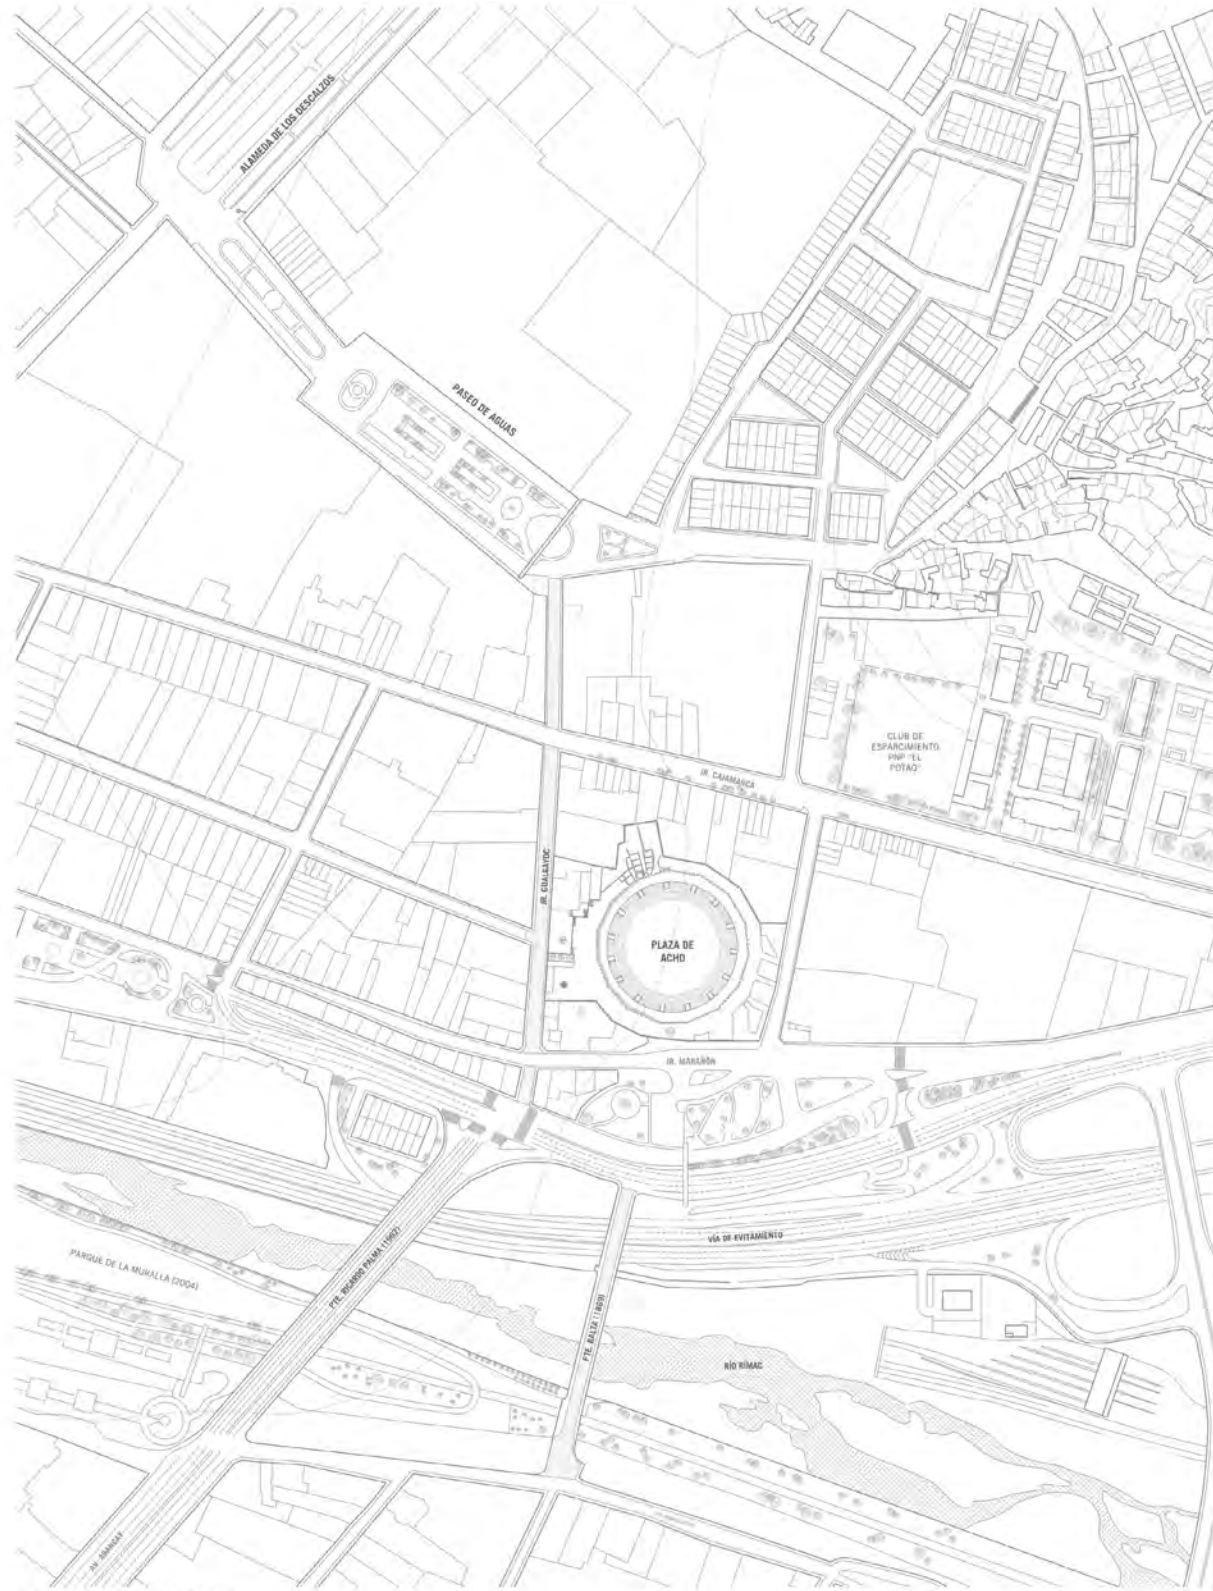 ALAMEDA DE LOS DESCALZOS
PASEO DE AGUAS
CLUB DE
ESPARCIMIENTO
PNP "EL
POTAO"
JR. CAJAMARCA
JR. HUALGAYOC
PLAZA DE
ACHO
JR. MARAÑÓN
VÍA DE EVITAMIENTO
PTE. RICARDO PALMA (1962)
PARQUE DE LA MURALLA (2004)
PTE. BALTA (1869)
RÍO RÍMAC
AV. ABANCAY